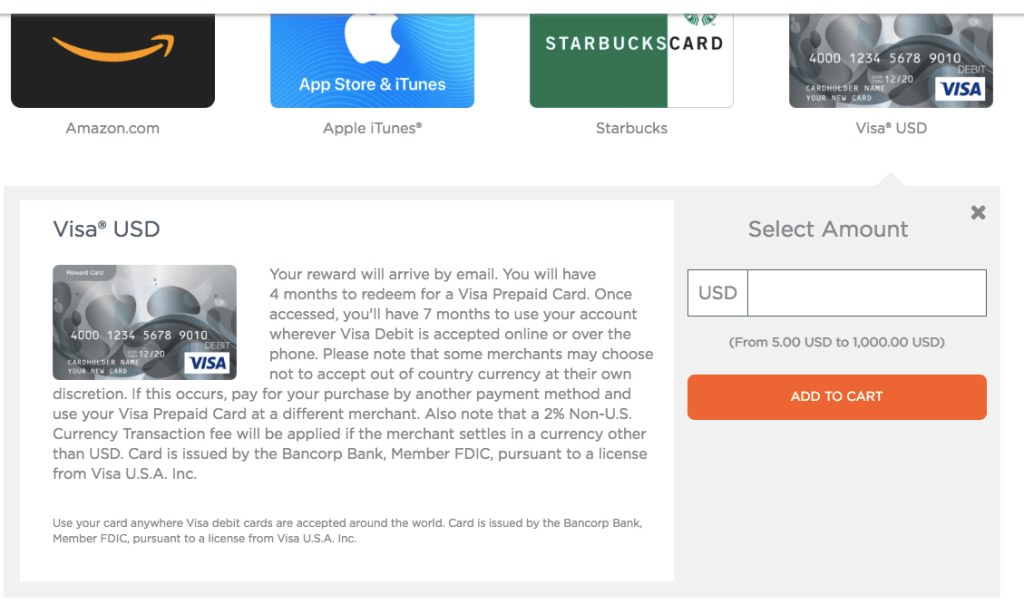 App Store & iTunes
STARBUCKS CARD
4000 1234 5678 9010
DEBIT
12/20
CARDHOLDER NAME
YOUR NEW CARD
VISA
Amazon.com
Apple iTunes®
Starbucks
Visa® USD
Visa® USD
Reward Card
4000 1234 5678 9010
DEBIT
12/20
CARDHOLDER NAME
YOUR NEW CARD
VISA
Your reward will arrive by email. You will have
4 months to redeem for a Visa Prepaid Card. Once
accessed, you'll have 7 months to use your account
wherever Visa Debit is accepted online or over the
phone. Please note that some merchants may choose
not to accept out of country currency at their own
discretion. If this occurs, pay for your purchase by another payment method and
use your Visa Prepaid Card at a different merchant. Also note that a 2% Non-U.S.
Currency Transaction fee will be applied if the merchant settles in a currency other
than USD. Card is issued by the Bancorp Bank, Member FDIC, pursuant to a license
from Visa U.S.A. Inc.
Use your card anywhere Visa debit cards are accepted around the world. Card is issued by the Bancorp Bank,
Member FDIC, pursuant to a license from Visa U.S.A. Inc.
Select Amount
USD
(From 5.00 USD to 1,000.00 USD)
ADD TO CART